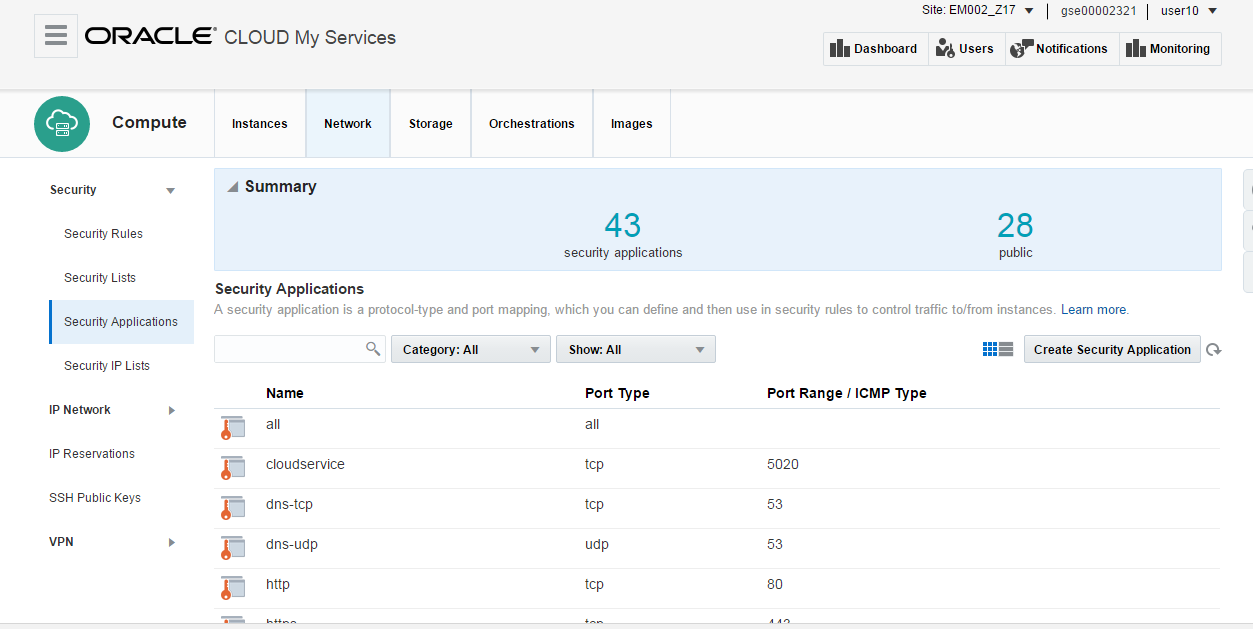 Site: EM002_Z17 gse00002321 user10
ORACLE CLOUD My Services
Dashboard Users Notifications Monitoring
Compute Instances Network Storage Orchestrations Images
Security
Security Rules
Security Lists
Security Applications
Security IP Lists
IP Network
IP Reservations
SSH Public Keys
VPN
Summary
43 28
security applications public
Security Applications
A security application is a protocol-type and port mapping, which you can define and then use in security rules to control traffic to/from instances. Learn more.
Category: All Show: All Create Security Application
Name Port Type Port Range / ICMP Type
all all
cloudservice tcp 5020
dns-tcp tcp 53
dns-udp udp 53
http tcp 80
https tcp 443